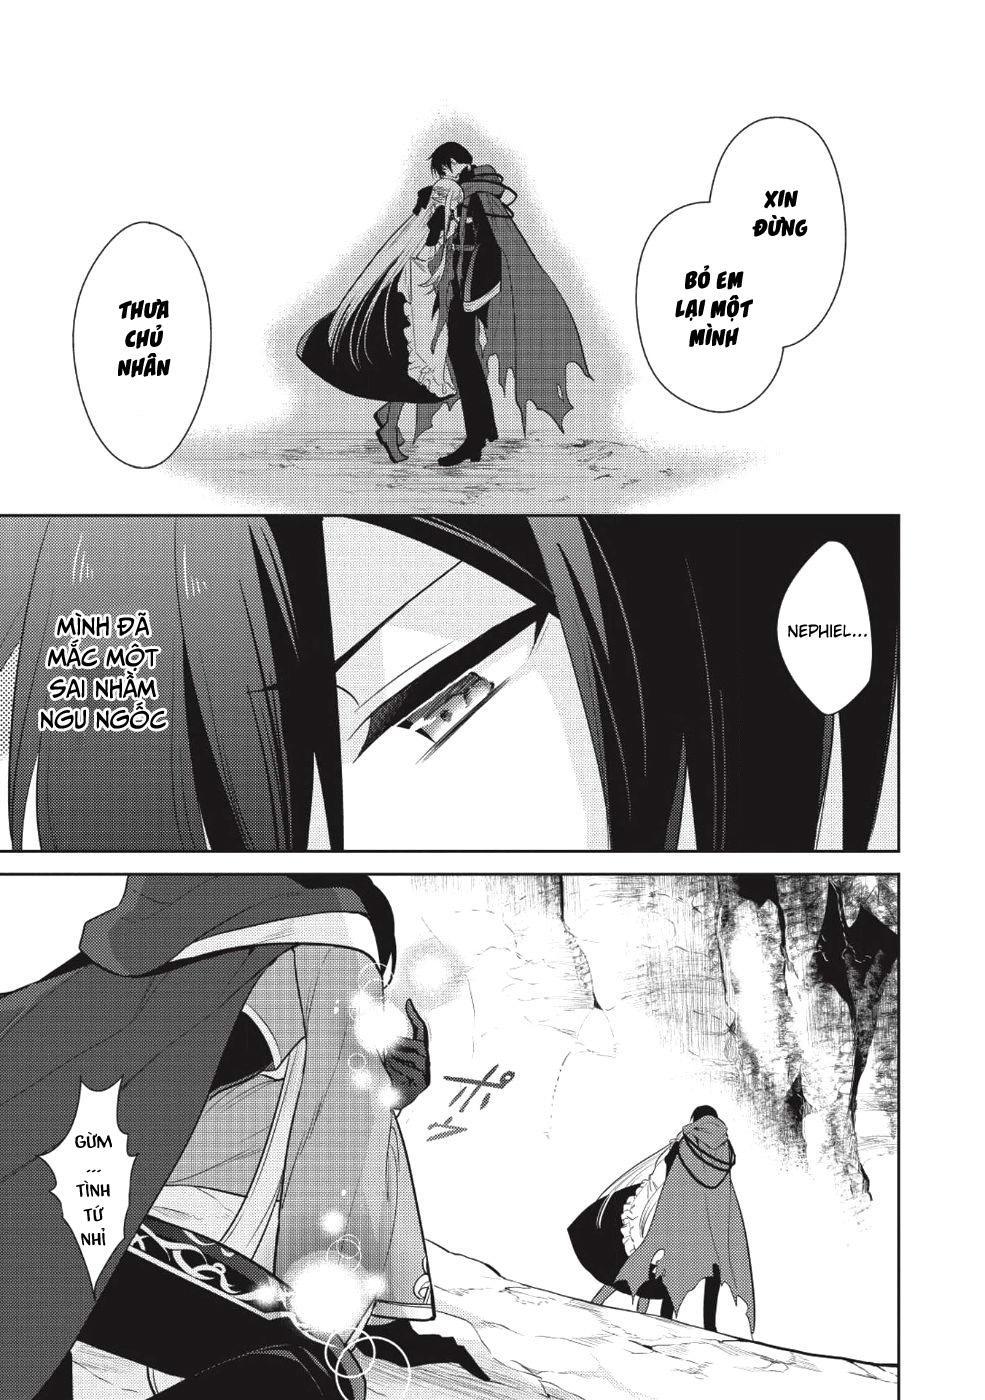 XIN
ĐỪNG
BỎ EM
LẠI MỘT
MÌNH
THƯA
CHỦ
NHÂN
NEPHIEL...
MÌNH ĐÃ
MẮC MỘT
SAI NHẦM
NGU NGỐC
GỪM
...
TÌNH
TỨ
NHỈ